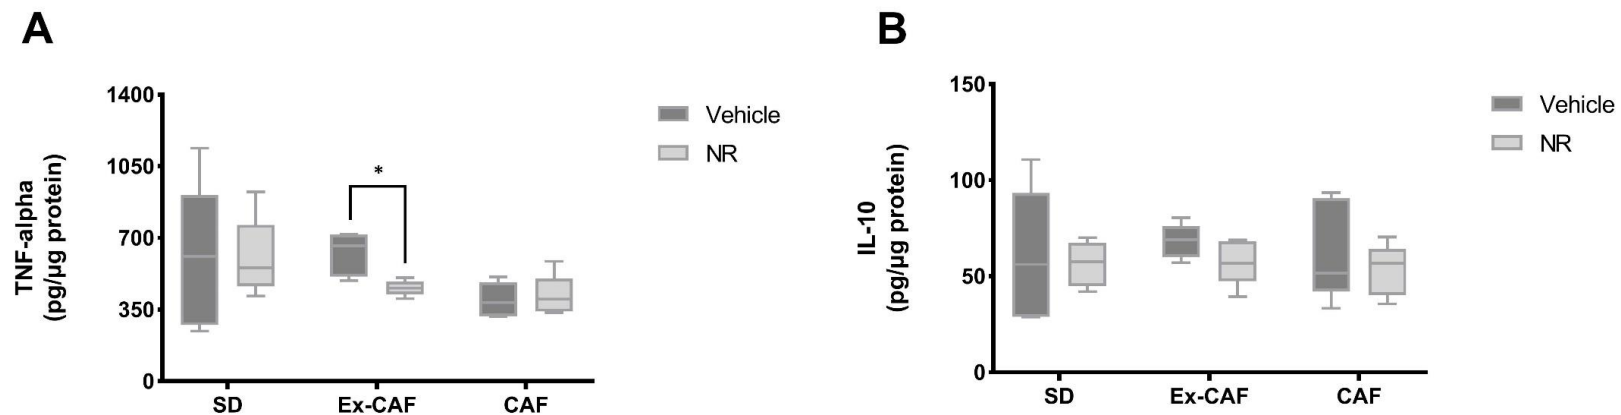 A
TNF-alpha
(pg/µg protein)
1400
1050
700
350
0
*
SD
Ex-CAF
CAF
Vehicle
NR
B
IL-10
(pg/µg protein)
150
100
50
0
SD
Ex-CAF
CAF
Vehicle
NR